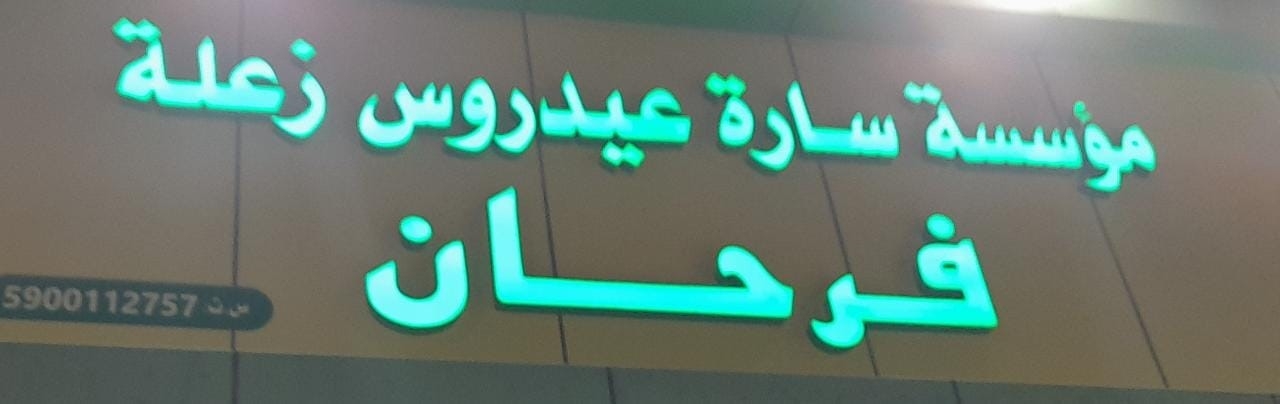 مؤسسة سارة عيدروس زعلة
فرحان
س ت 5900112757